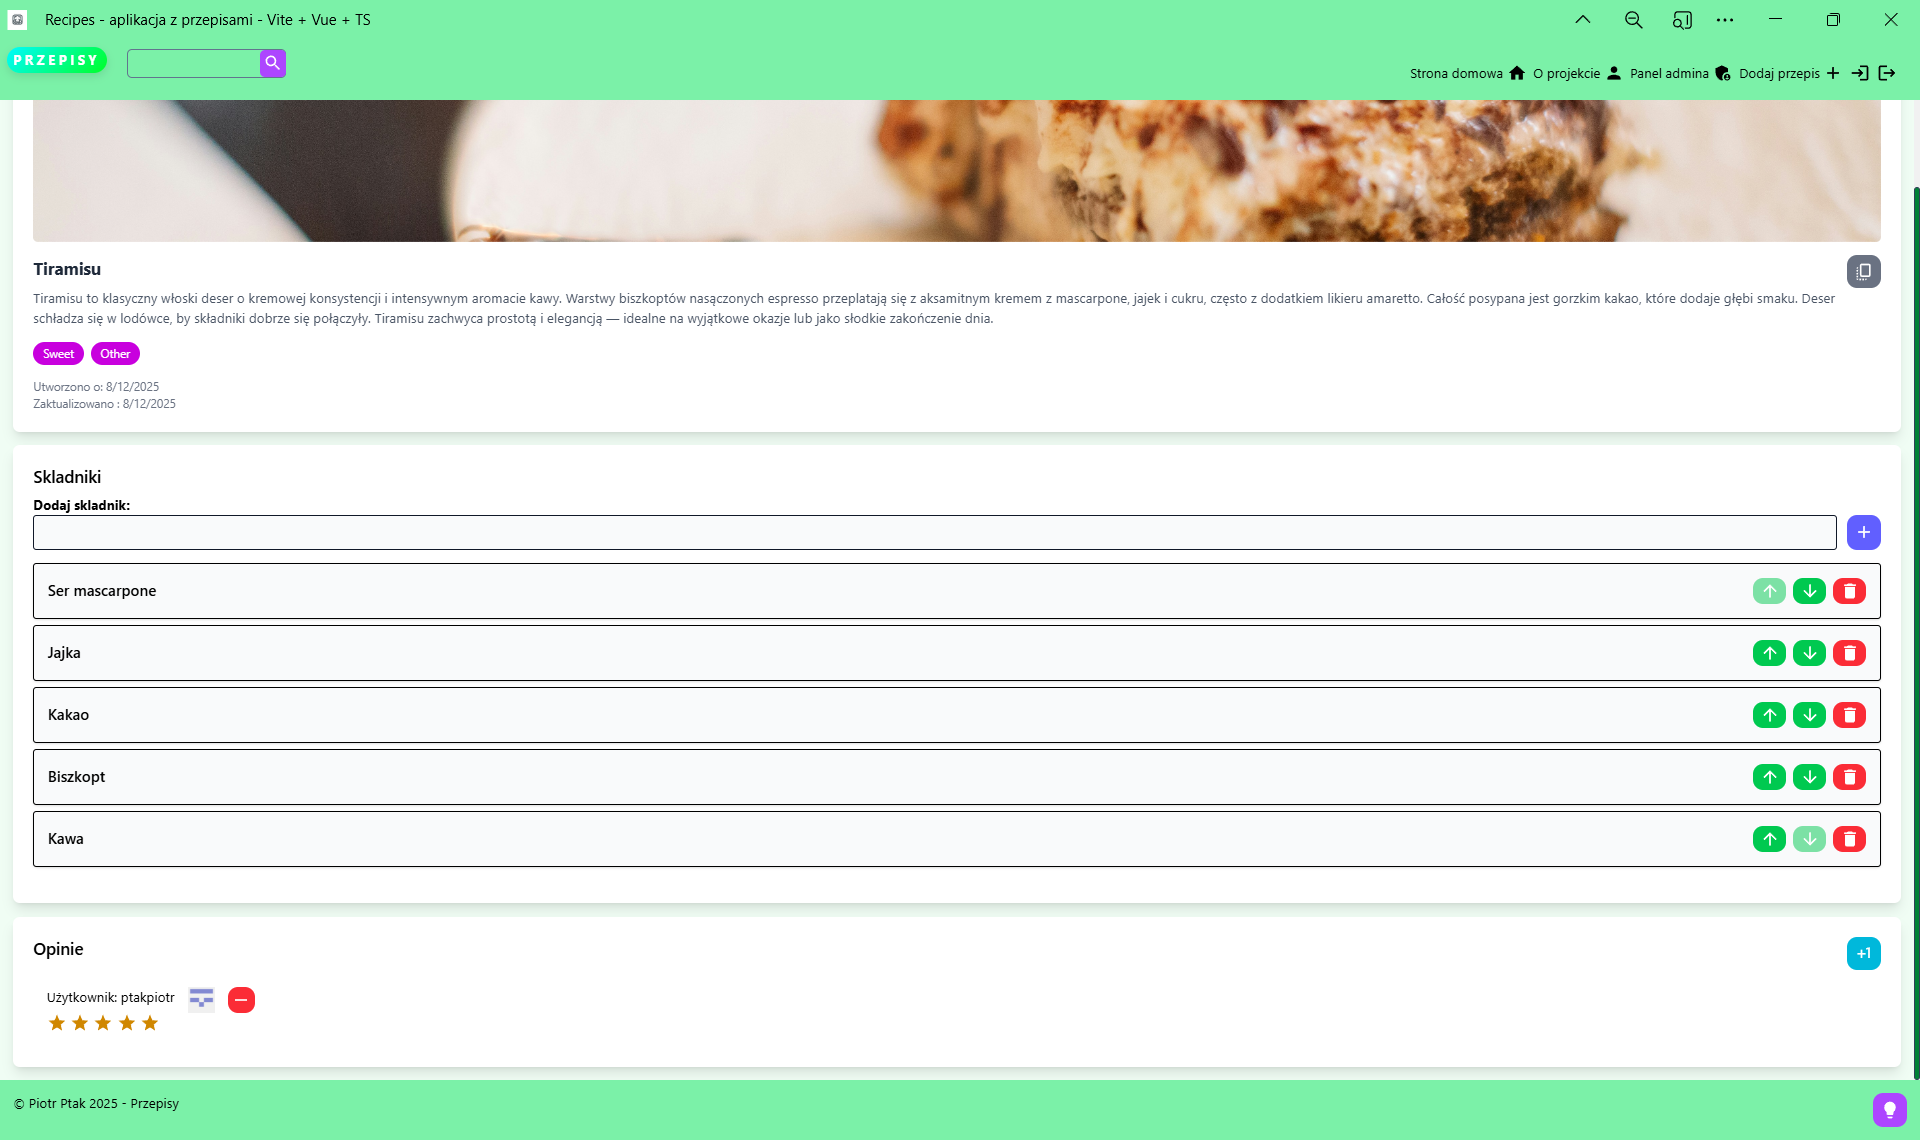 Recipes - aplikacja z przepisami - Vite + Vue + TS
PRZEPISY
Strona domowa O projekcie Panel admina Dodaj przepis
Tiramisu
Tiramisu to klasyczny włoski deser o kremowej konsystencji i intensywnym aromacie kawy. Warstwy biszkoptów nasączonych espresso przeplatają się z aksamitnym kremem z mascarpone, jajek i cukru, często z dodatkiem likieru amaretto. Całość posypana jest gorzkim kakao, które dodaje głębi smaku. Deser
schładza się w lodówce, by składniki dobrze się połączyły. Tiramisu zachwyca prostotą i elegancją — idealne na wyjątkowe okazje lub jako słodkie zakończenie dnia.
Sweet Other
Utworzono o: 8/12/2025
Zaktualizowano : 8/12/2025
Skladniki
Dodaj skladnik:
Ser mascarpone
Jajka
Kakao
Biszkopt
Kawa
Opinie
+1
Użytkownik: ptakpiotr
© Piotr Ptak 2025 - Przepisy